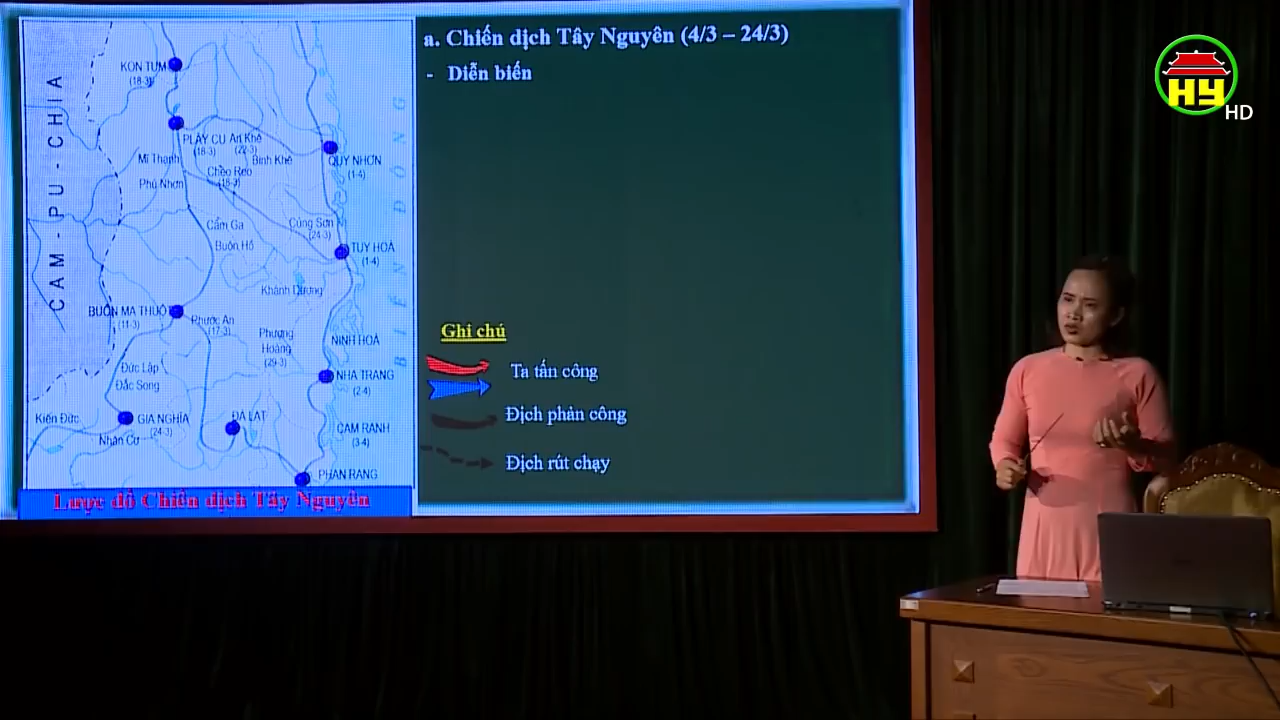 a. Chiến dịch Tây Nguyên (4/3 – 24/3)
- Diễn biến
Ghi chú
Ta tấn công
Địch phản công
Địch rút chạy
CAM - PU - CHIA
BIỂN ĐÔNG
KON TUM
(18-3)
PLÂY CU
(18-3)
An Khê
(22-3)
Mĩ Thạnh
Bình Khê
QUY NHƠN
(1-4)
Cheo Reo
(18-3)
Phú Nhơn
Cẩm Ga
Củng Sơn
(24-3)
Buôn Hồ
TUY HOÀ
(1-4)
Khánh Dương
BUÔN MA THUỘT
(11-3)
Phước An
(17-3)
Phượng
Hoàng
(29-3)
NINH HOÀ
Đức Lập
Đắc Song
NHA TRANG
(2-4)
Kiến Đức
GIA NGHĨA
(24-3)
Nhân Cơ
ĐÀ LẠT
CAM RANH
(3-4)
PHAN RANG
Lược đồ Chiến dịch Tây Nguyên
HY
HD